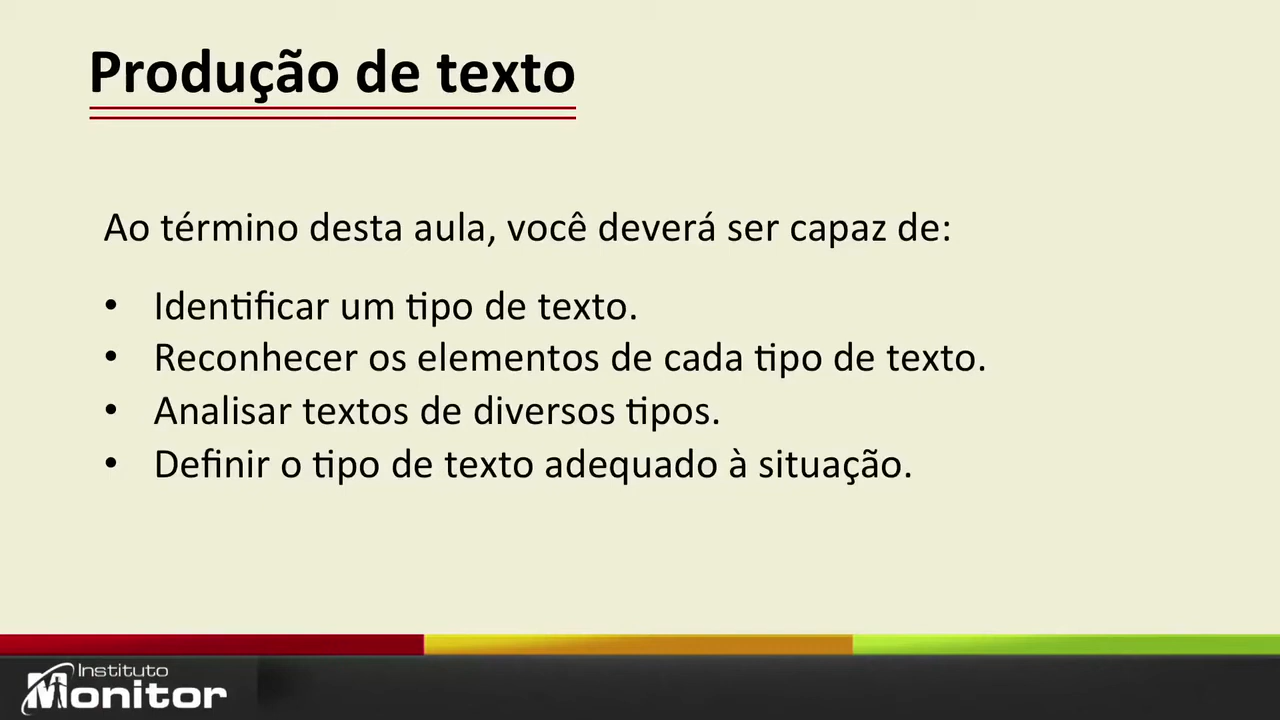 Produção de texto
Ao término desta aula, você deverá ser capaz de:
• Identificar um tipo de texto.
• Reconhecer os elementos de cada tipo de texto.
• Analisar textos de diversos tipos.
• Definir o tipo de texto adequado à situação.
Instituto
Monitor